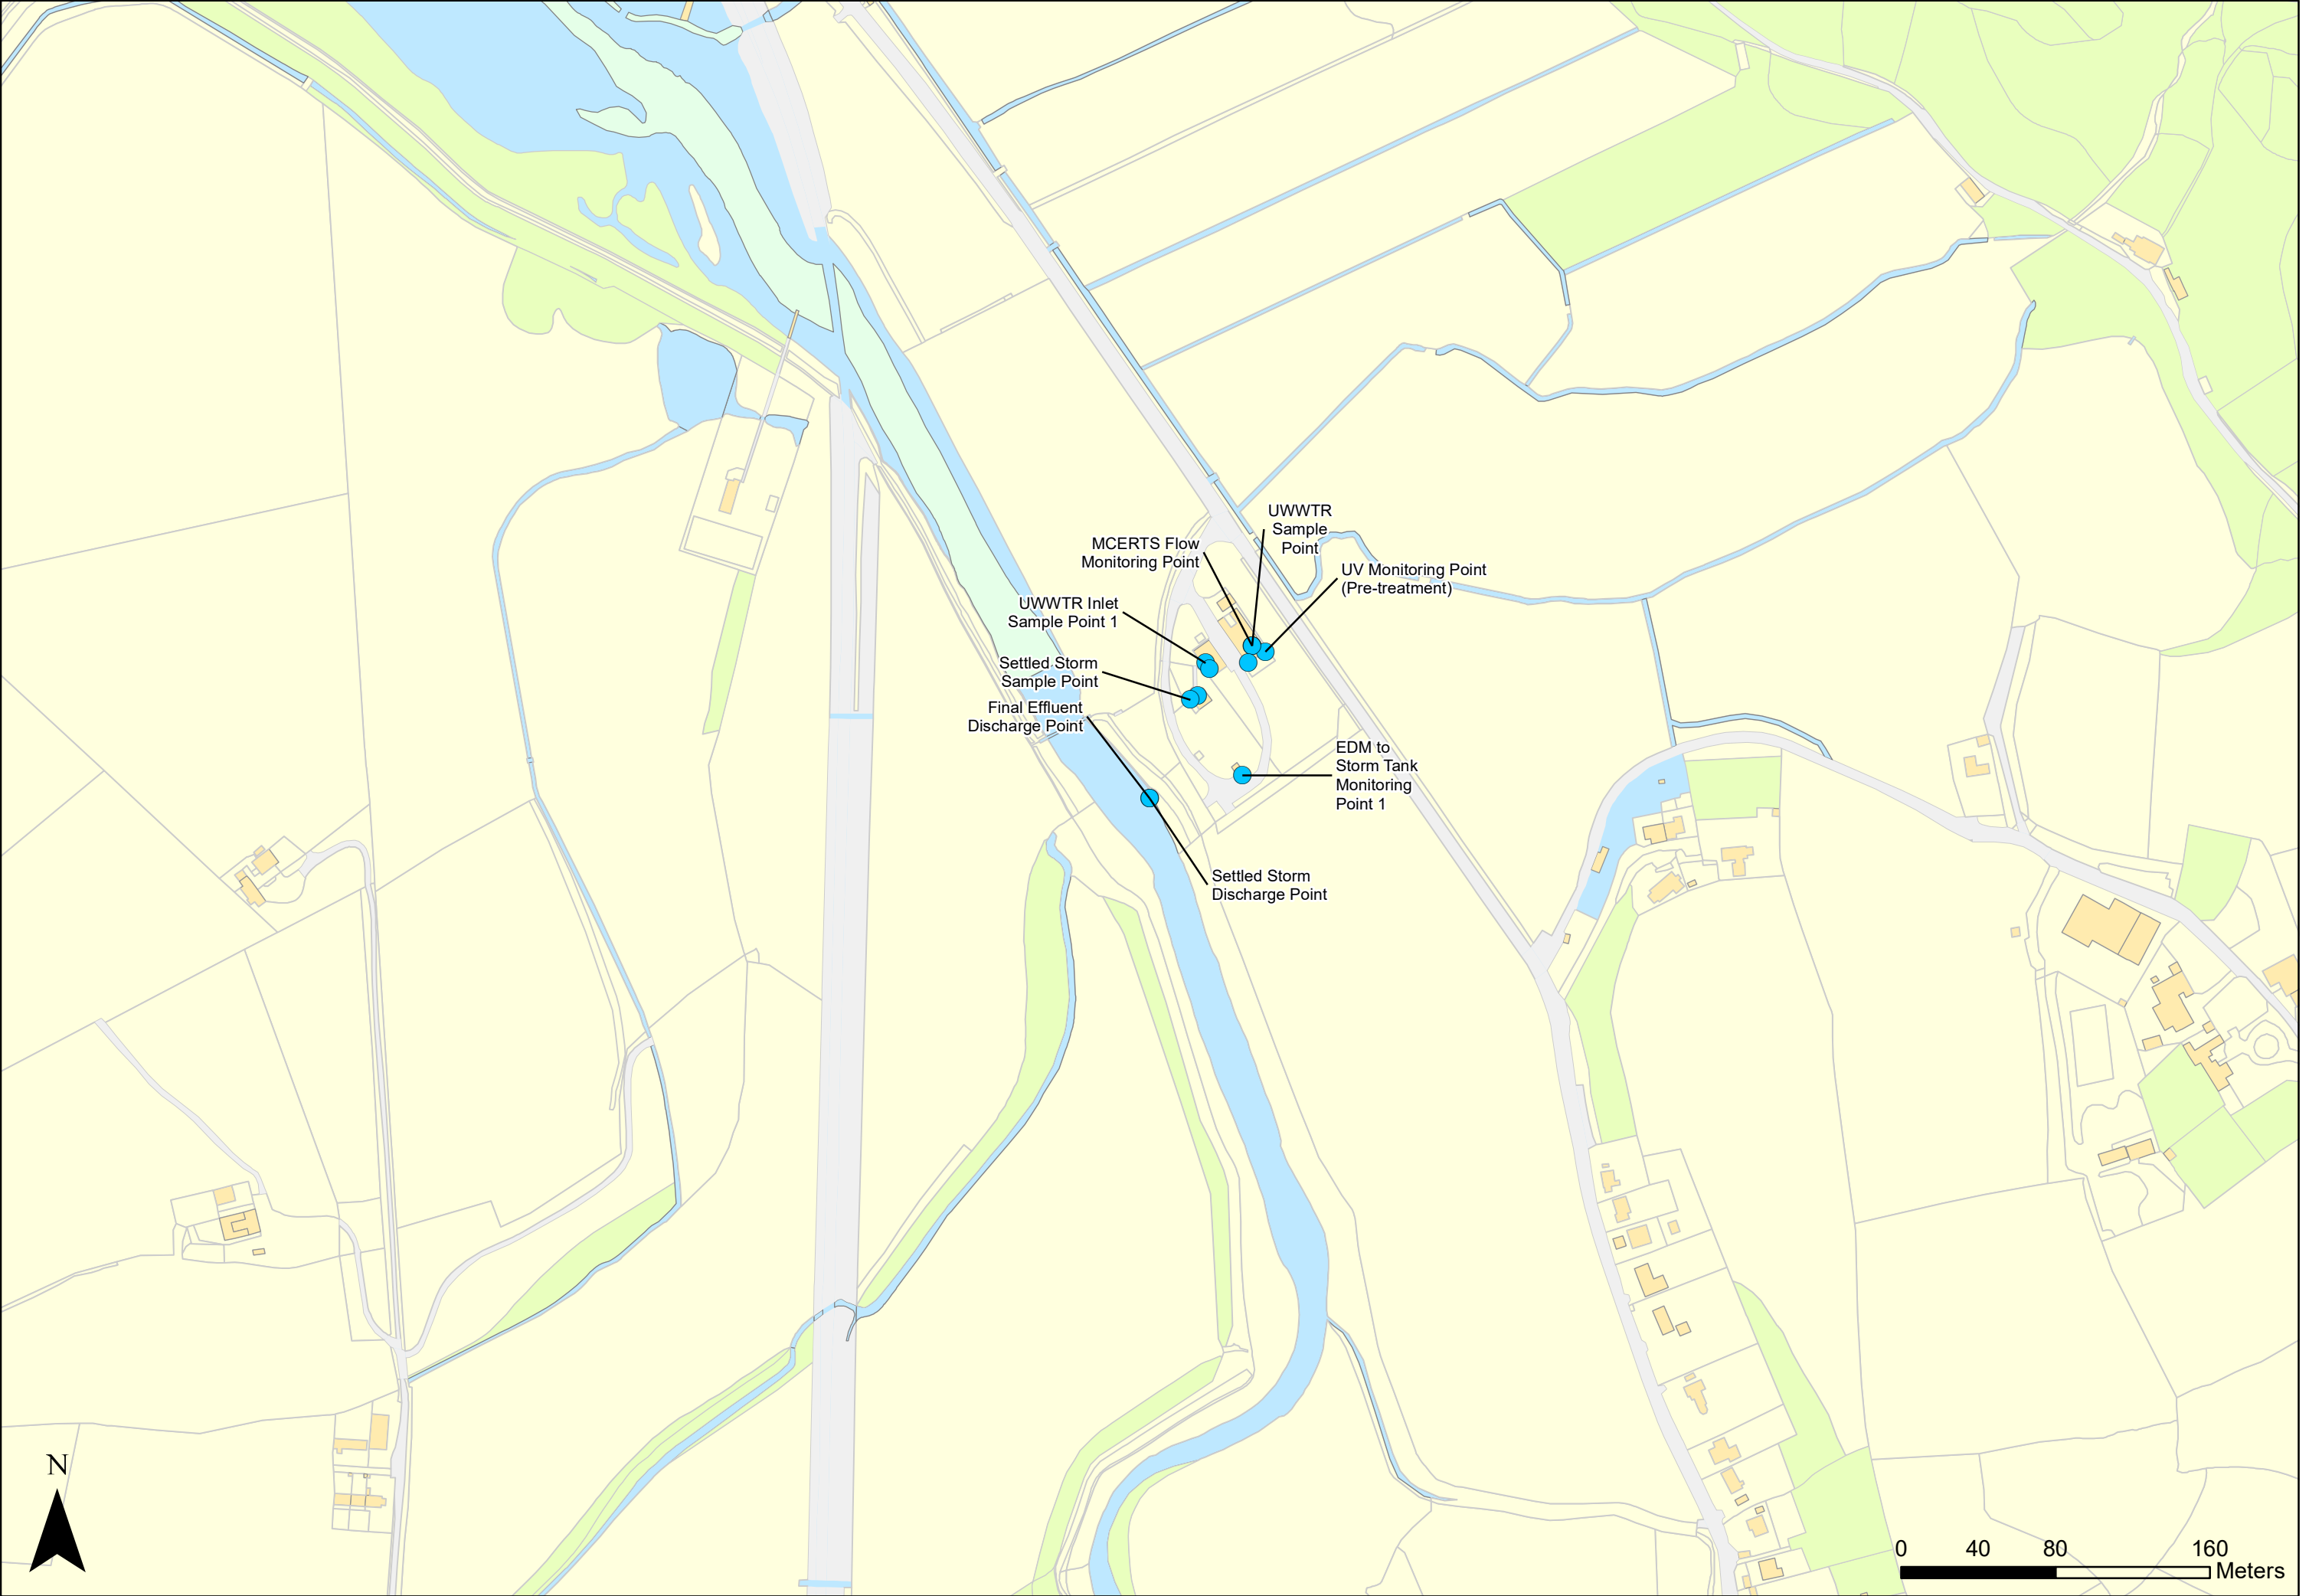 UWWTR
Sample
Point
MCERTS Flow
Monitoring Point
UV Monitoring Point
(Pre-treatment)
UWWTR Inlet
Sample Point 1
Settled Storm
Sample Point
Final Effluent
Discharge Point
EDM to
Storm Tank
Monitoring
Point 1
Settled Storm
Discharge Point
N
0 40 80 160
Meters